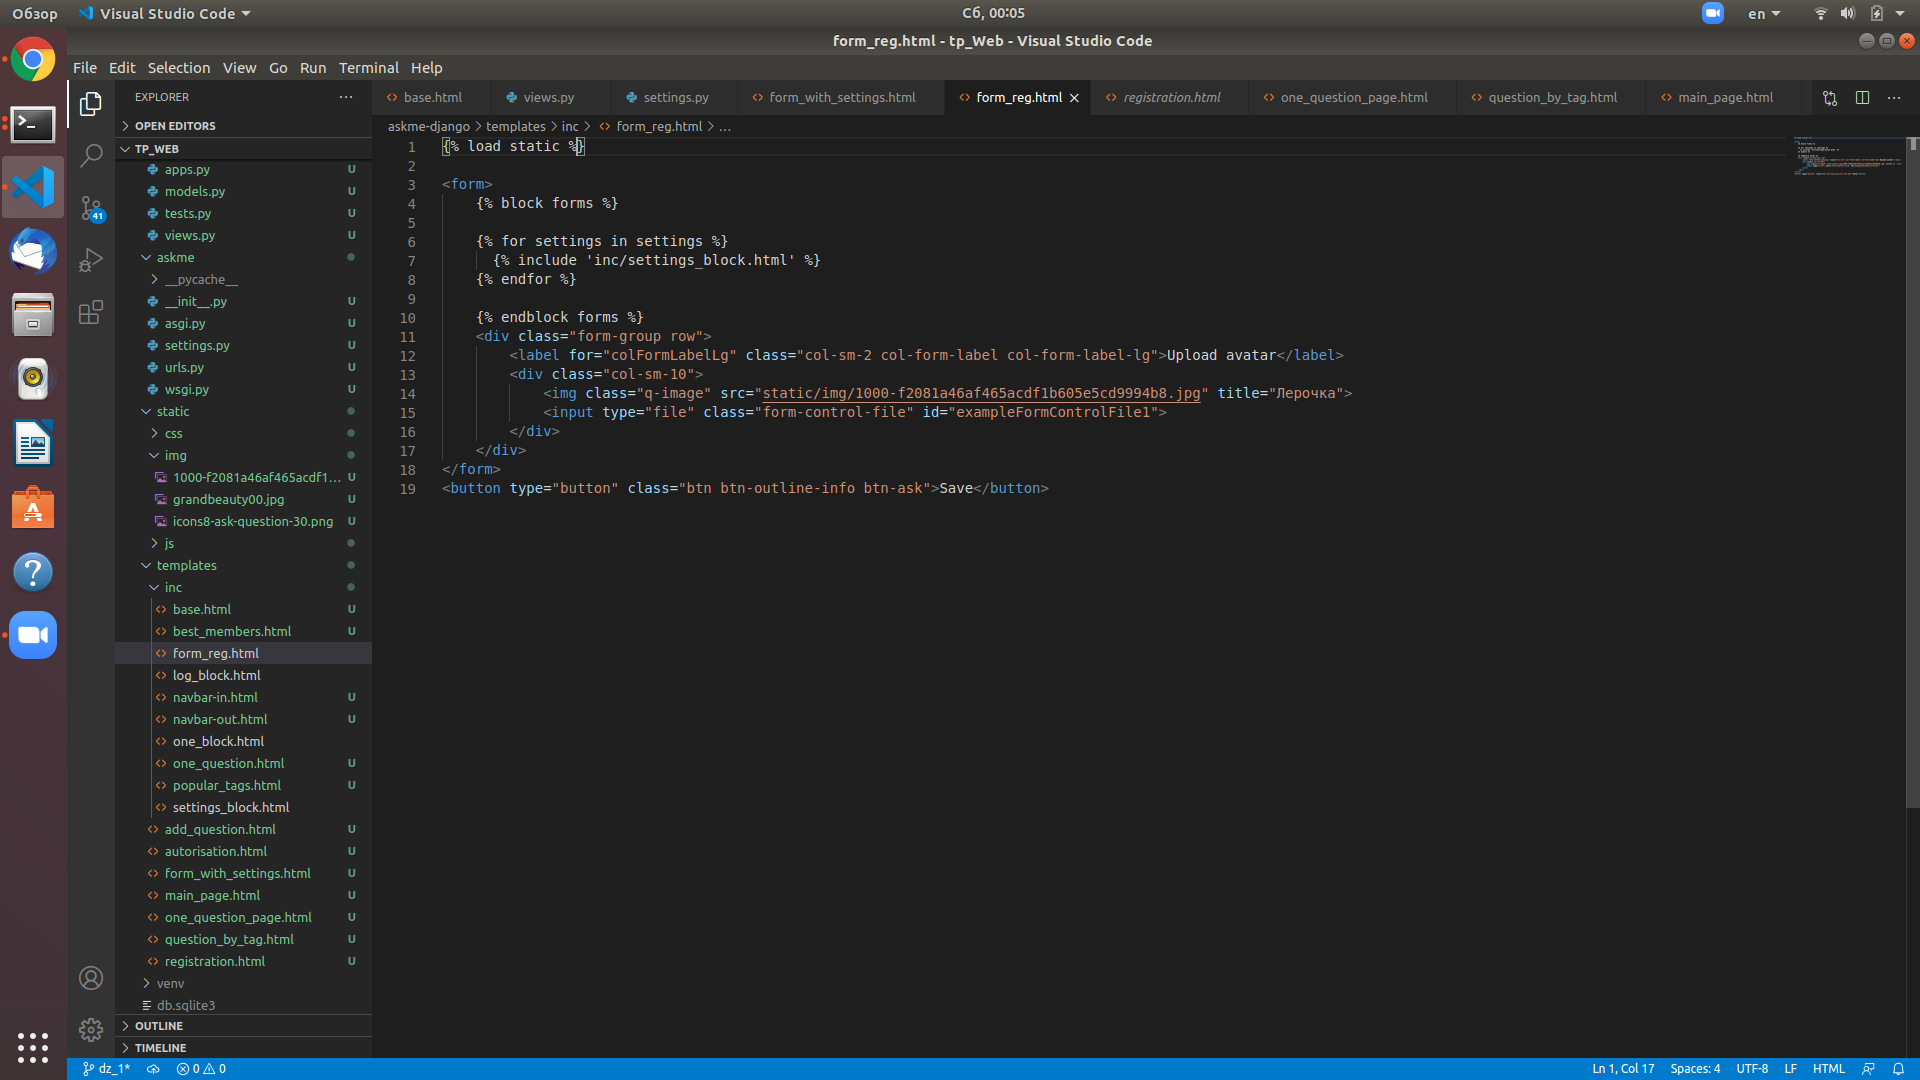 Обзор
Visual Studio Code
Сб, 00:05
en
form_reg.html - tp_Web - Visual Studio Code
File Edit Selection View Go Run Terminal Help
EXPLORER
base.html
views.py
settings.py
form_with_settings.html
form_reg.html
registration.html
one_question_page.html
question_by_tag.html
main_page.html
OPEN EDITORS
askme-django > templates > inc > form_reg.html > ...
TP_WEB
apps.py U
models.py U
tests.py U
views.py U
askme
__pycache__
__init__.py U
asgi.py U
settings.py U
urls.py U
wsgi.py U
static
css
img
1000-f2081a46af465acdf1... U
grandbeauty00.jpg U
icons8-ask-question-30.png U
js
templates
inc
base.html U
best_members.html U
form_reg.html
log_block.html
navbar-in.html U
navbar-out.html U
one_block.html
one_question.html U
popular_tags.html U
settings_block.html
add_question.html U
autorisation.html U
form_with_settings.html U
main_page.html U
one_question_page.html U
question_by_tag.html U
registration.html U
venv
db.sqlite3
OUTLINE
TIMELINE
41
1 {% load static %}
2
3 <form>
4 {% block forms %}
5
6 {% for settings in settings %}
7 {% include 'inc/settings_block.html' %}
8 {% endfor %}
9
10 {% endblock forms %}
11 <div class="form-group row">
12 <label for="colFormLabelLg" class="col-sm-2 col-form-label col-form-label-lg">Upload avatar</label>
13 <div class="col-sm-10">
14 <img class="q-image" src="static/img/1000-f2081a46af465acdf1b605e5cd9994b8.jpg" title="Лерочка">
15 <input type="file" class="form-control-file" id="exampleFormControlFile1">
16 </div>
17 </div>
18 </form>
19 <button type="button" class="btn btn-outline-info btn-ask">Save</button>
dz_1* 0 0
Ln 1, Col 17 Spaces: 4 UTF-8 LF HTML